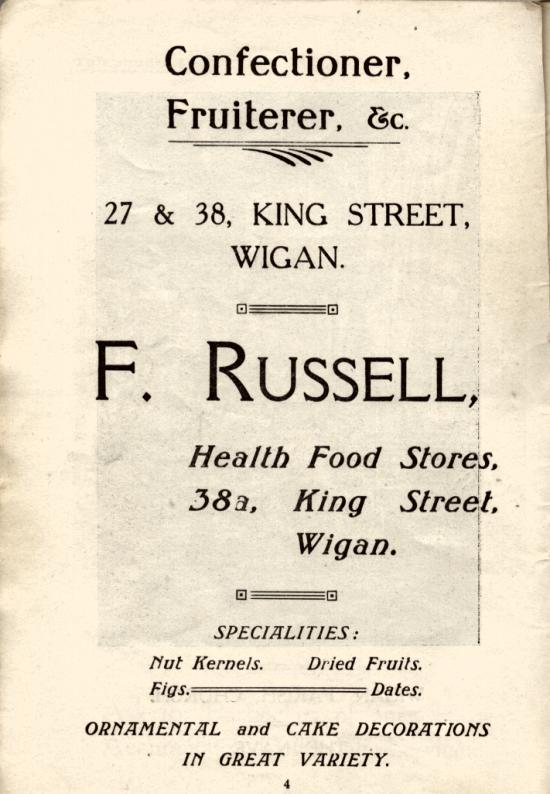 Confectioner,
Fruiterer, &c.
27 & 38, KING STREET,
WIGAN.
F. RUSSELL,
Health Food Stores,
38a, King Street,
Wigan.
SPECIALITIES:
Nut Kernels. Dried Fruits.
Figs. Dates.
ORNAMENTAL and CAKE DECORATIONS
IN GREAT VARIETY.
4